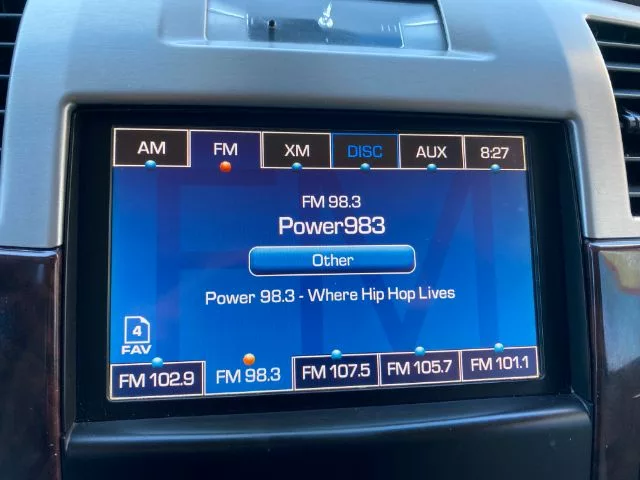 AM FM XM DISC AUX 8:27
FM 98.3
Power983
Other
Power 98.3 - Where Hip Hop Lives
4
FAV
FM 102.9 FM 98.3 FM 107.5 FM 105.7 FM 101.1